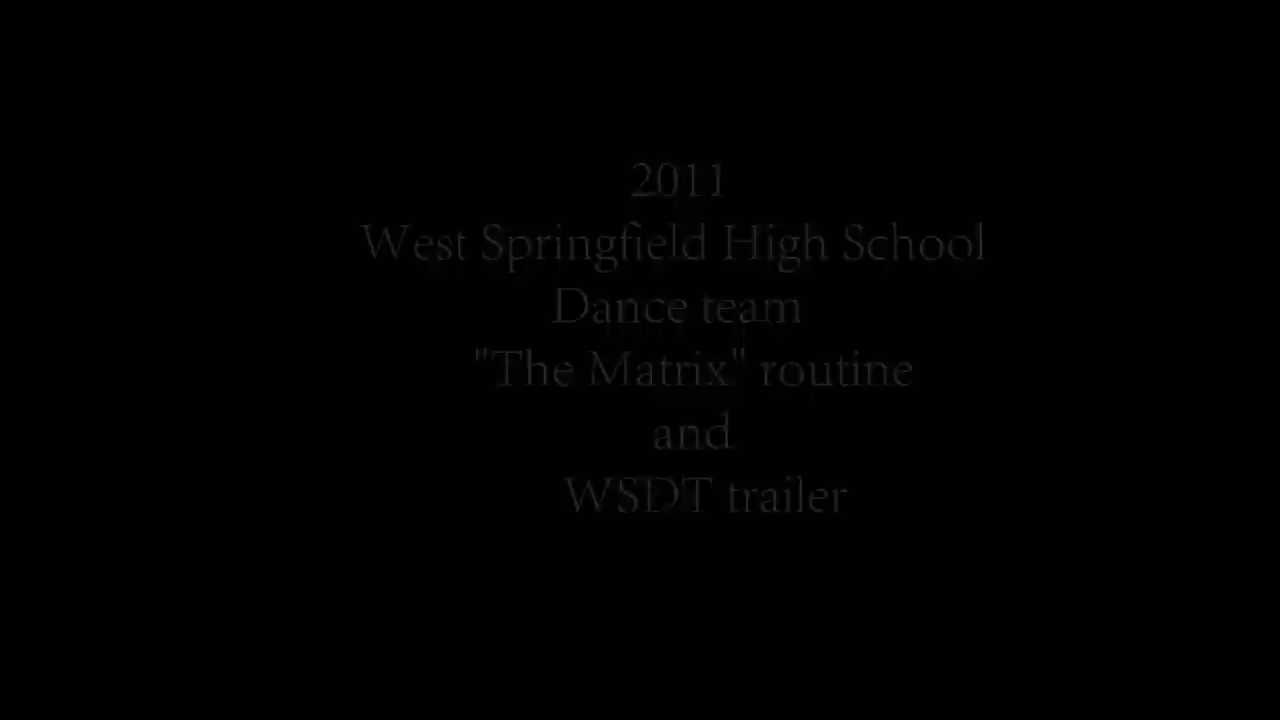 2011
West Springfield High School
Dance team
"The Matrix" routine
and
WSDT trailer